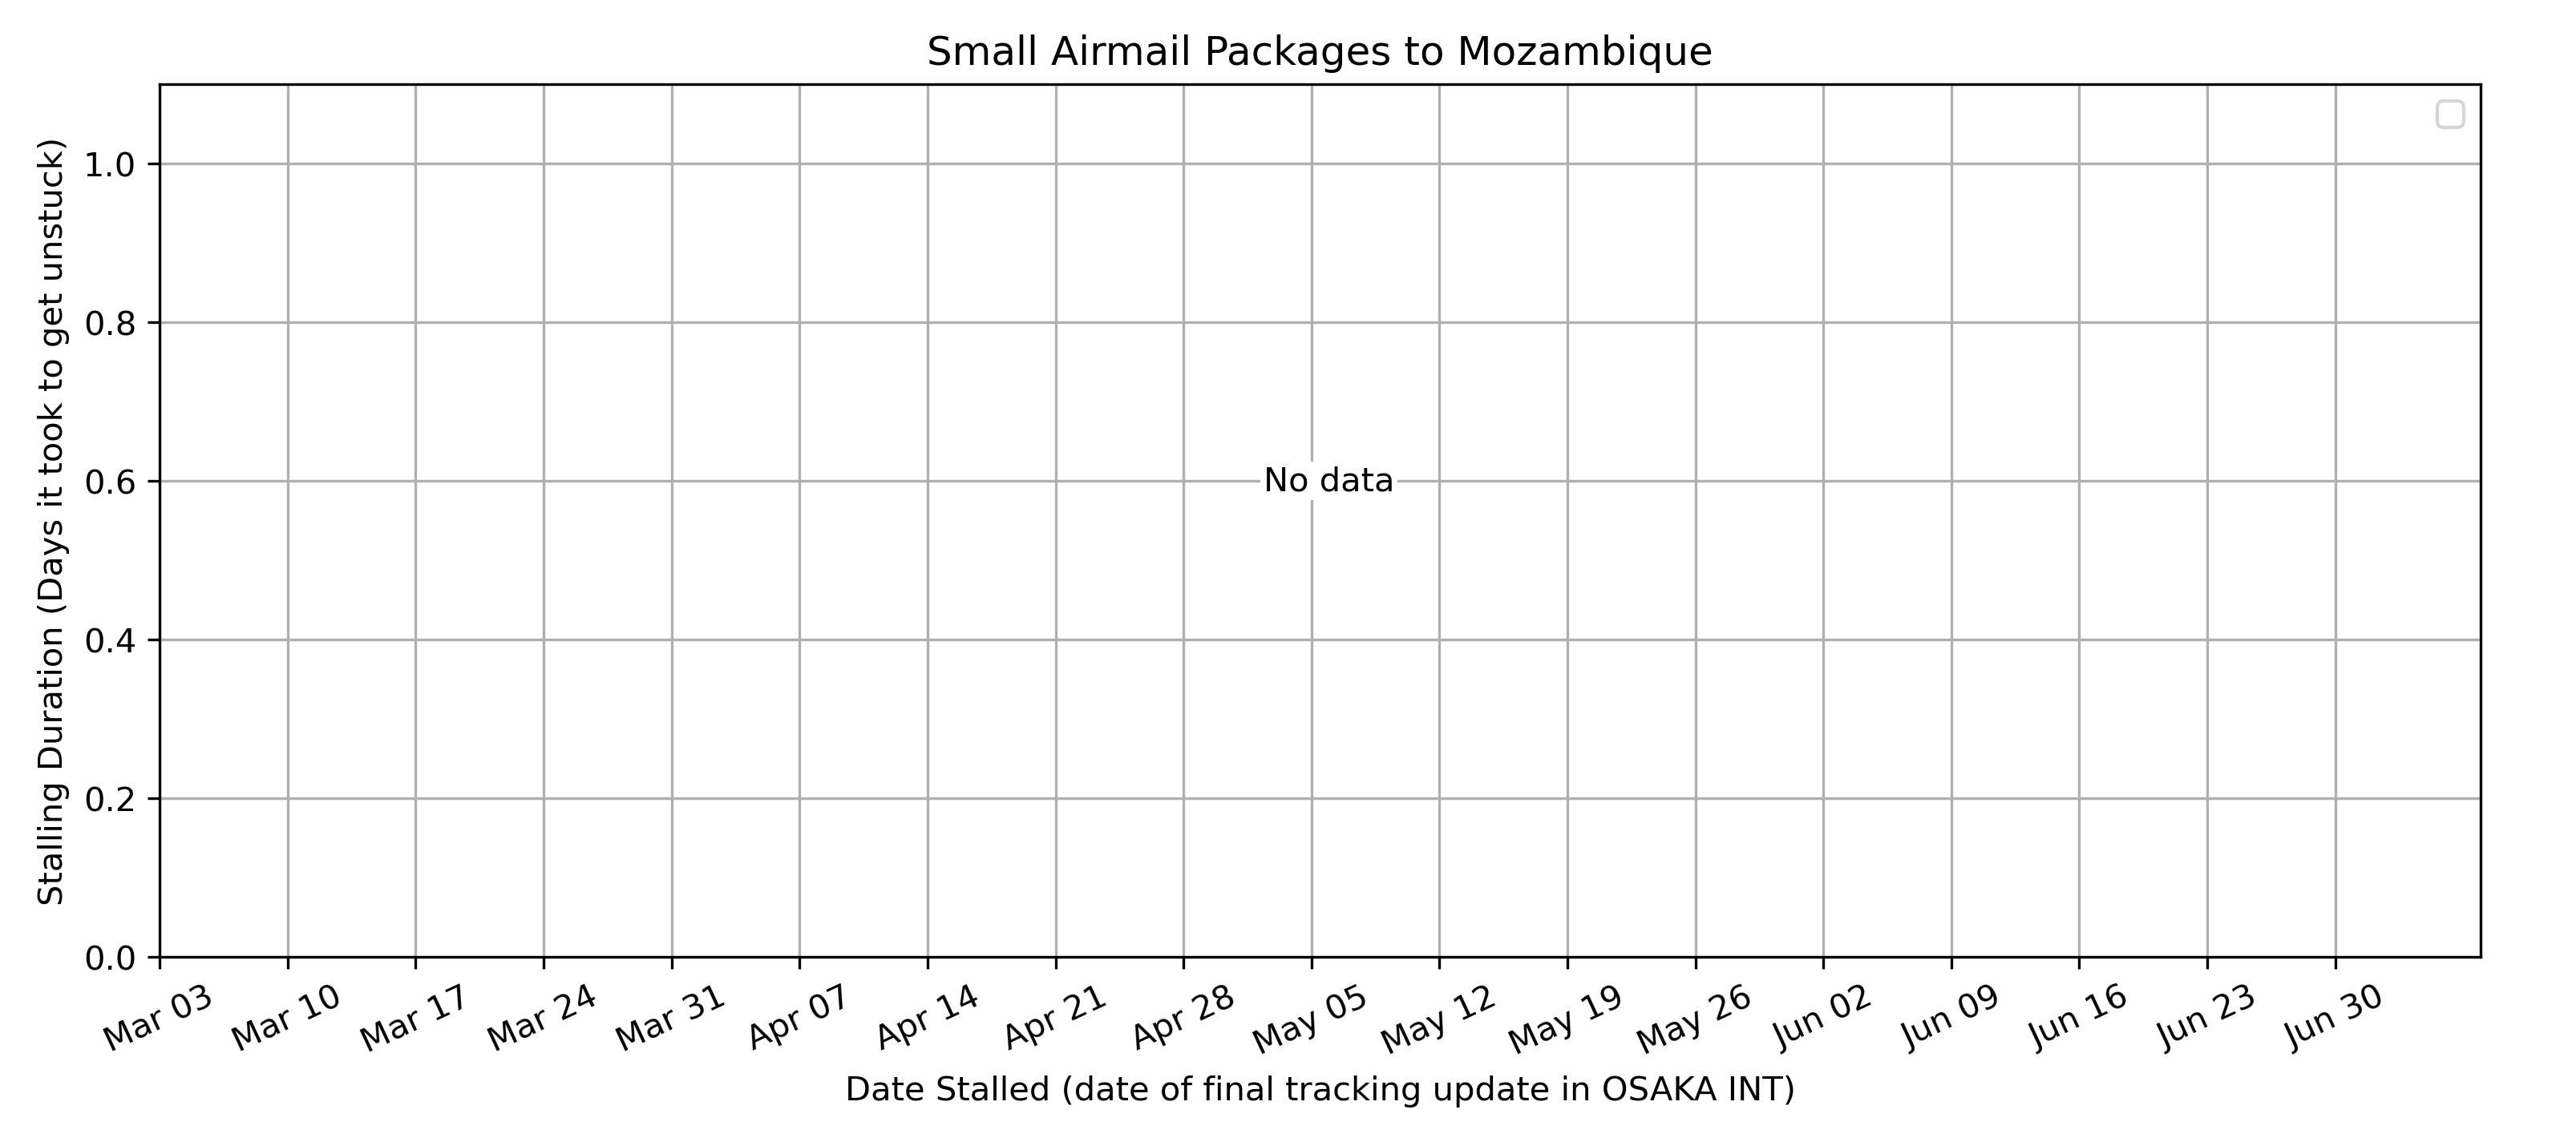 Small Airmail Packages to Mozambique
Stalling Duration (Days it took to get unstuck)
1.0
0.8
0.6
0.4
0.2
0.0
No data
Mar 03
Mar 10
Mar 17
Mar 24
Mar 31
Apr 07
Apr 14
Apr 21
Apr 28
May 05
May 12
May 19
May 26
Jun 02
Jun 09
Jun 16
Jun 23
Jun 30
Date Stalled (date of final tracking update in OSAKA INT)